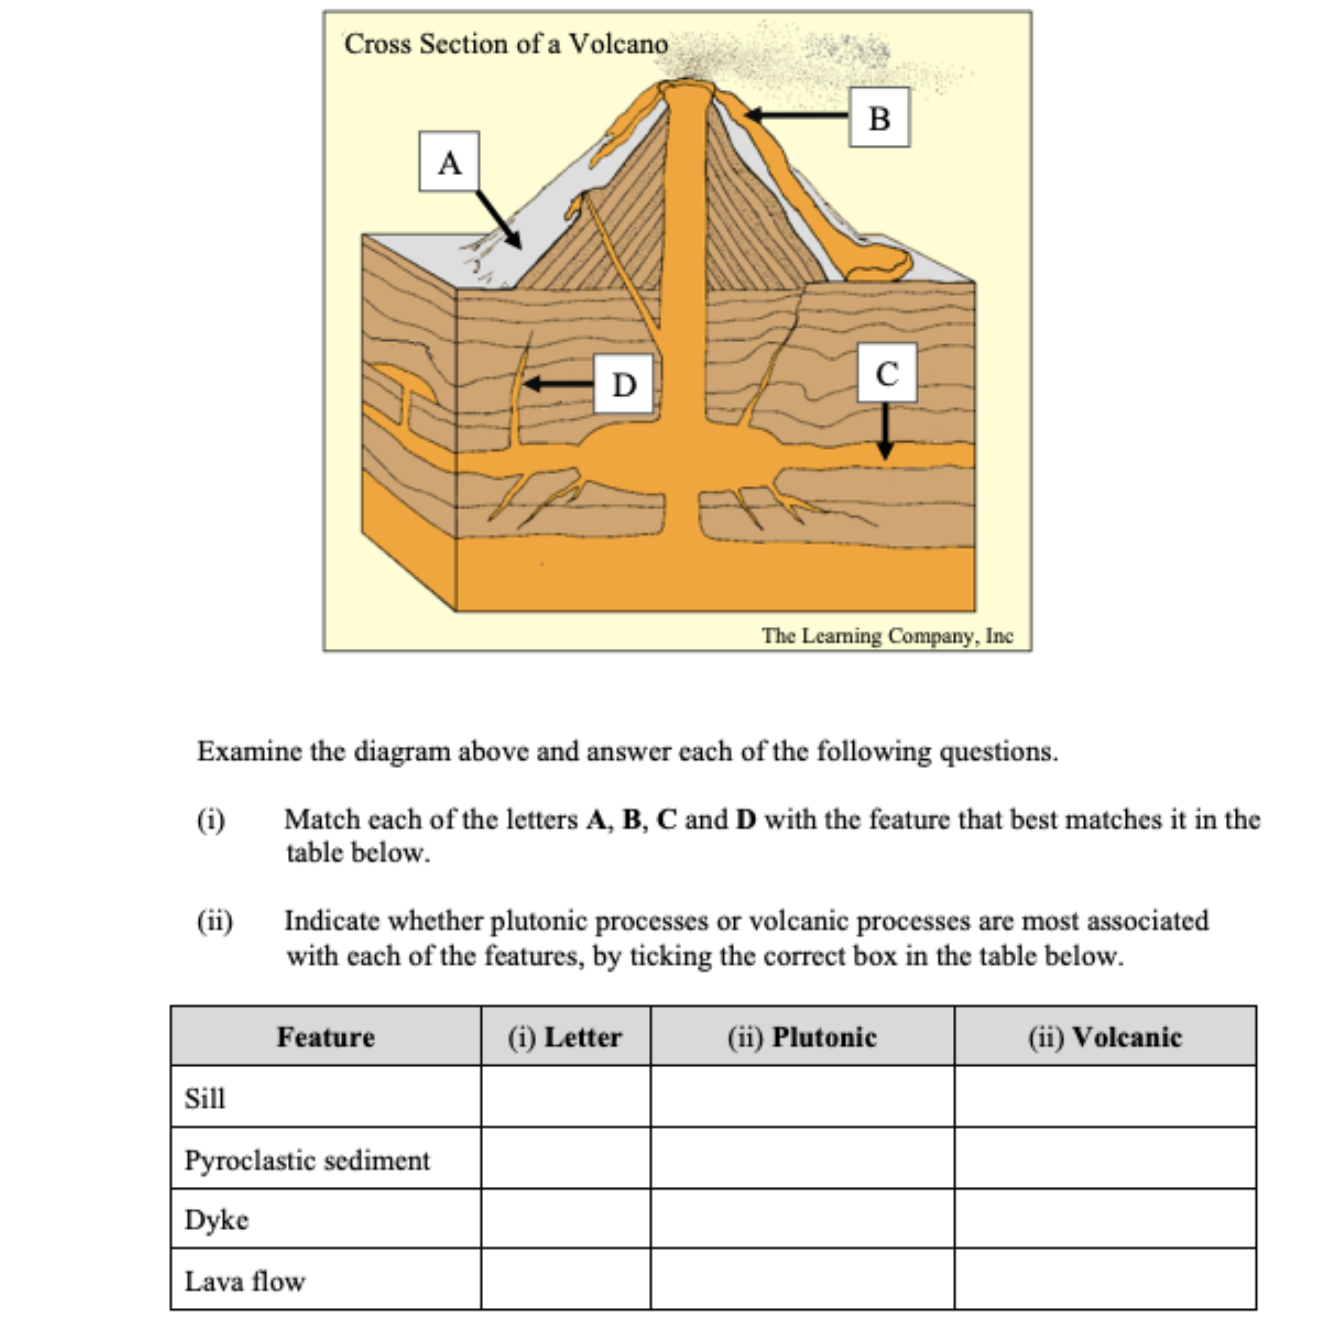 Cross Section of a Volcano
B
A
C
D
The Learning Company, Inc
Examine the diagram above and answer each of the following questions.
(i) Match each of the letters A, B, C and D with the feature that best matches it in the
table below.
(ii) Indicate whether plutonic processes or volcanic processes are most associated
with each of the features, by ticking the correct box in the table below.
Feature (i) Letter (ii) Plutonic (ii) Volcanic
Sill
Pyroclastic sediment
Dyke
Lava flow